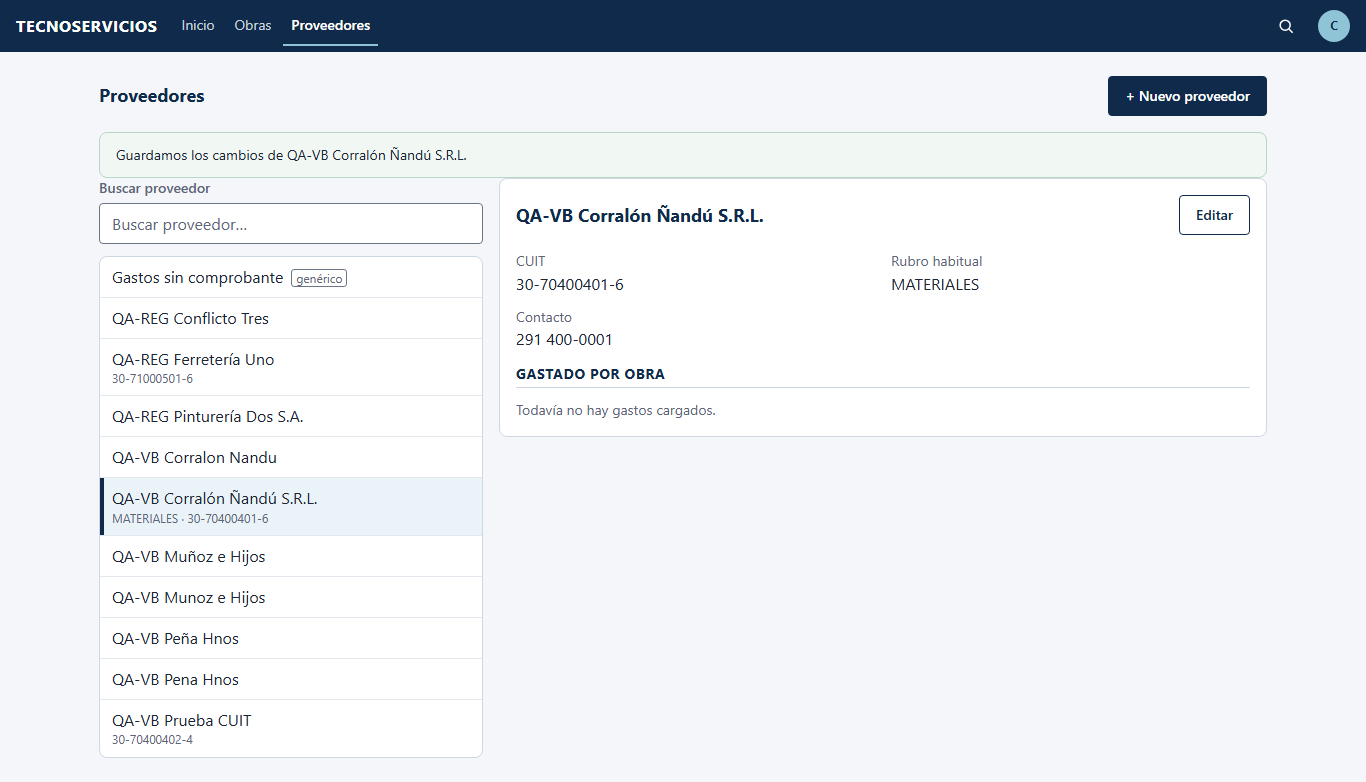 TECNOSERVICIOS Inicio Obras Proveedores C
Proveedores
+ Nuevo proveedor
Guardamos los cambios de QA-VB Corralón Ñandú S.R.L.
Buscar proveedor
Buscar proveedor...
Gastos sin comprobante genérico
QA-REG Conflicto Tres
QA-REG Ferretería Uno
30-71000501-6
QA-REG Pinturería Dos S.A.
QA-VB Corralon Nandu
QA-VB Corralón Ñandú S.R.L.
MATERIALES · 30-70400401-6
QA-VB Muñoz e Hijos
QA-VB Munoz e Hijos
QA-VB Peña Hnos
QA-VB Pena Hnos
QA-VB Prueba CUIT
30-70400402-4
QA-VB Corralón Ñandú S.R.L.
Editar
CUIT
30-70400401-6
Rubro habitual
MATERIALES
Contacto
291 400-0001
GASTADO POR OBRA
Todavía no hay gastos cargados.